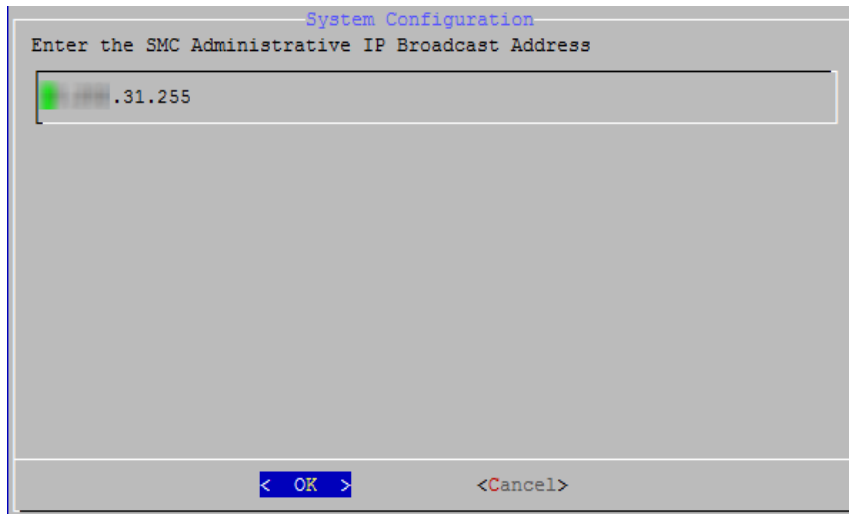 System Configuration
Enter the SMC Administrative IP Broadcast Address
.31.255
< OK > <Cancel>